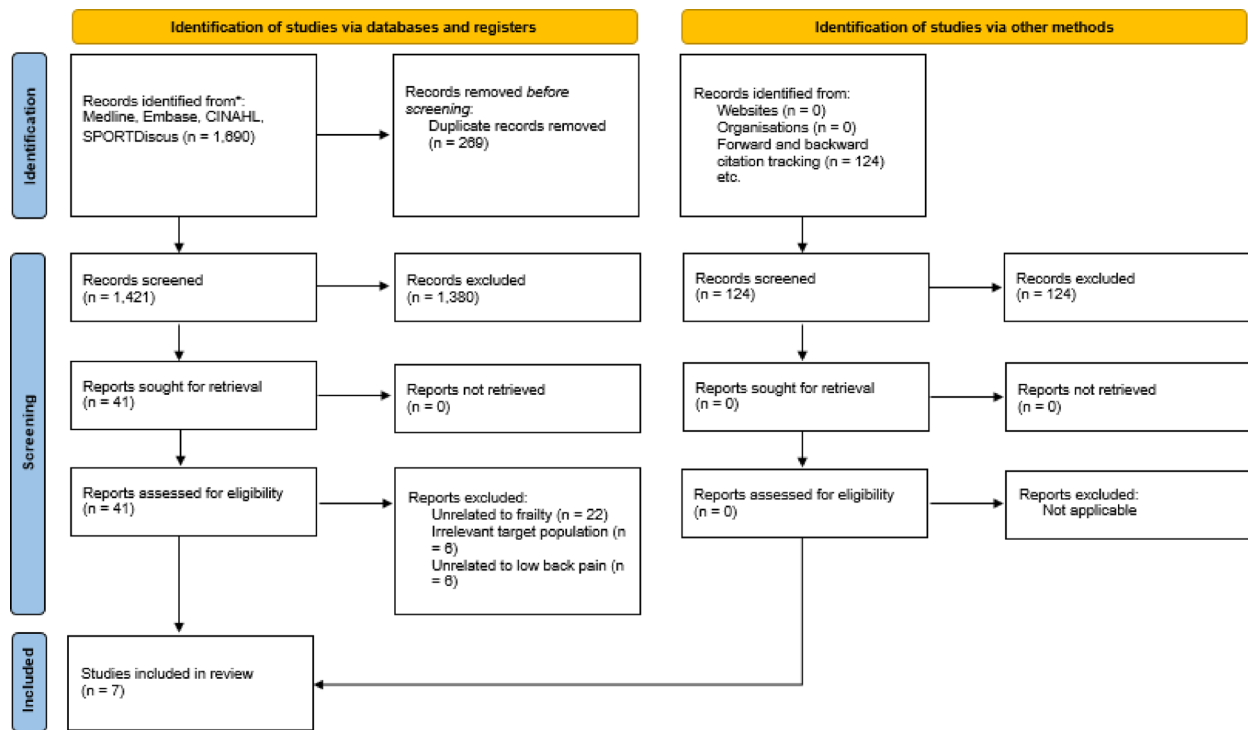 Identification of studies via databases and registers
Identification of studies via other methods
Identification
Records identified from*:
Medline, Embase, CINAHL,
SPORTDiscus (n = 1,690)
Records removed before
screening:
Duplicate records removed
(n = 269)
Records identified from:
Websites (n = 0)
Organisations (n = 0)
Forward and backward
citation tracking (n = 124)
etc.
Screening
Records screened
(n = 1,421)
Records excluded
(n = 1,380)
Records screened
(n = 124)
Records excluded
(n = 124)
Reports sought for retrieval
(n = 41)
Reports not retrieved
(n = 0)
Reports sought for retrieval
(n = 0)
Reports not retrieved
(n = 0)
Reports assessed for eligibility
(n = 41)
Reports excluded:
Unrelated to frailty (n = 22)
Irrelevant target population (n
= 6)
Unrelated to low back pain (n
= 6)
Reports assessed for eligibility
(n = 0)
Reports excluded:
Not applicable
Included
Studies included in review
(n = 7)